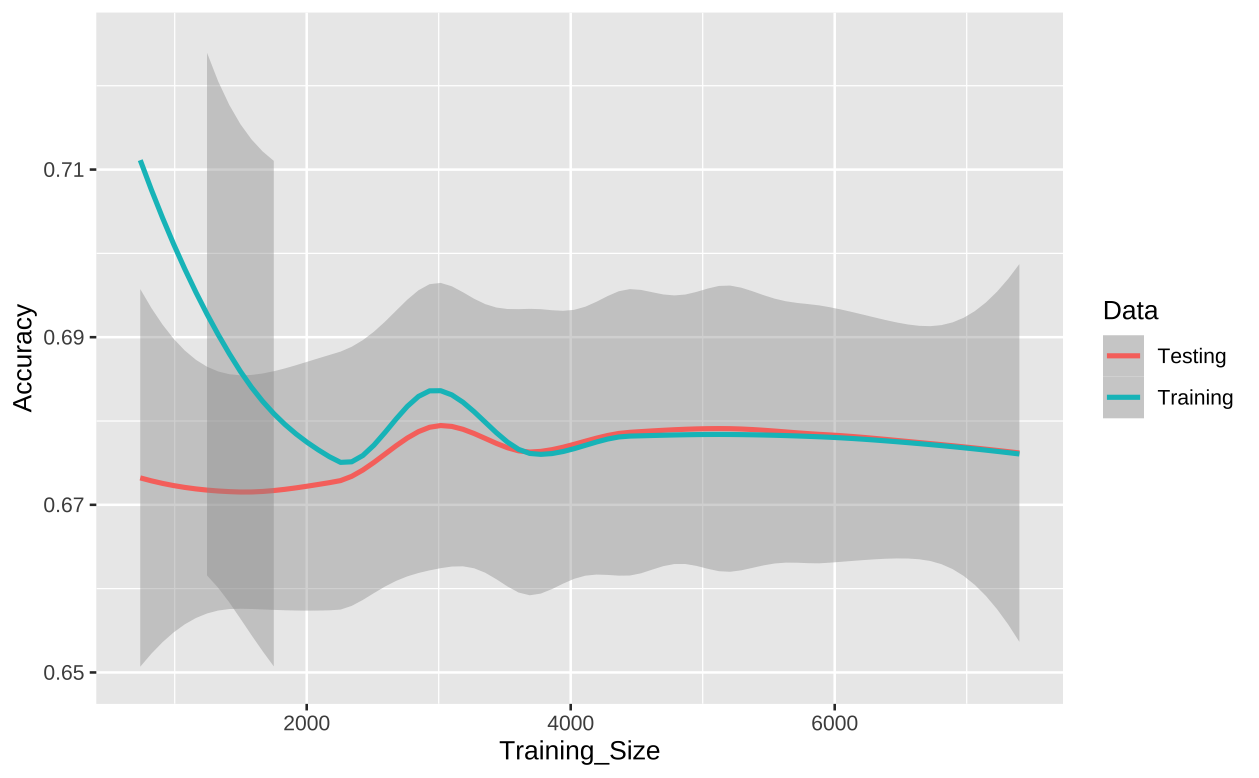 0.71
0.69
0.67
0.65
Accuracy
2000
4000
6000
Training_Size
Data
Testing
Training